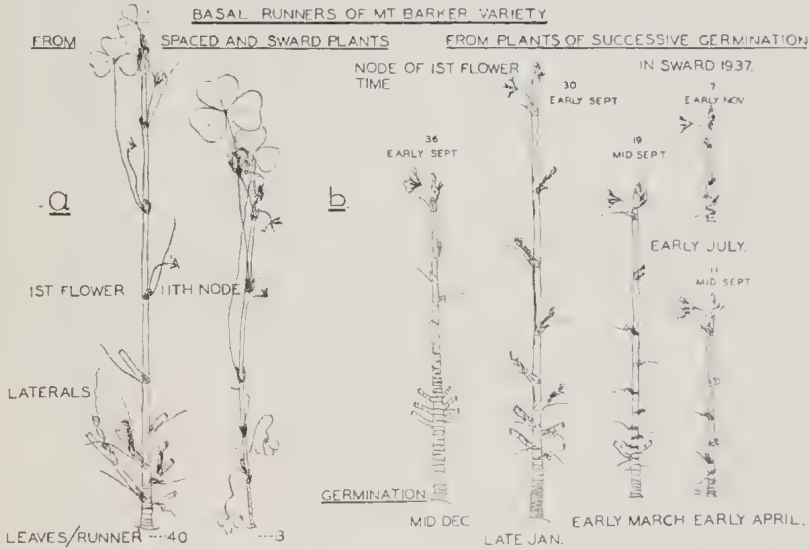 BASAL RUNNERS OF MT BARKER VARIETY
FROM SPACED AND SWARD PLANTS
FROM PLANTS OF SUCCESSIVE GERMINATION
IN SWARD 1937.
NODE OF 1ST FLOWER
TIME
36
EARLY SEPT
30
EARLY SEPT
19
MID SEPT
7
EARLY NOV
a
b
EARLY JULY.
11
MID SEPT
1ST FLOWER 11TH NODE
LATERALS
GERMINATION
MID DEC
LATE JAN.
EARLY MARCH
EARLY APRIL.
LEAVES/RUNNER ----40
---3